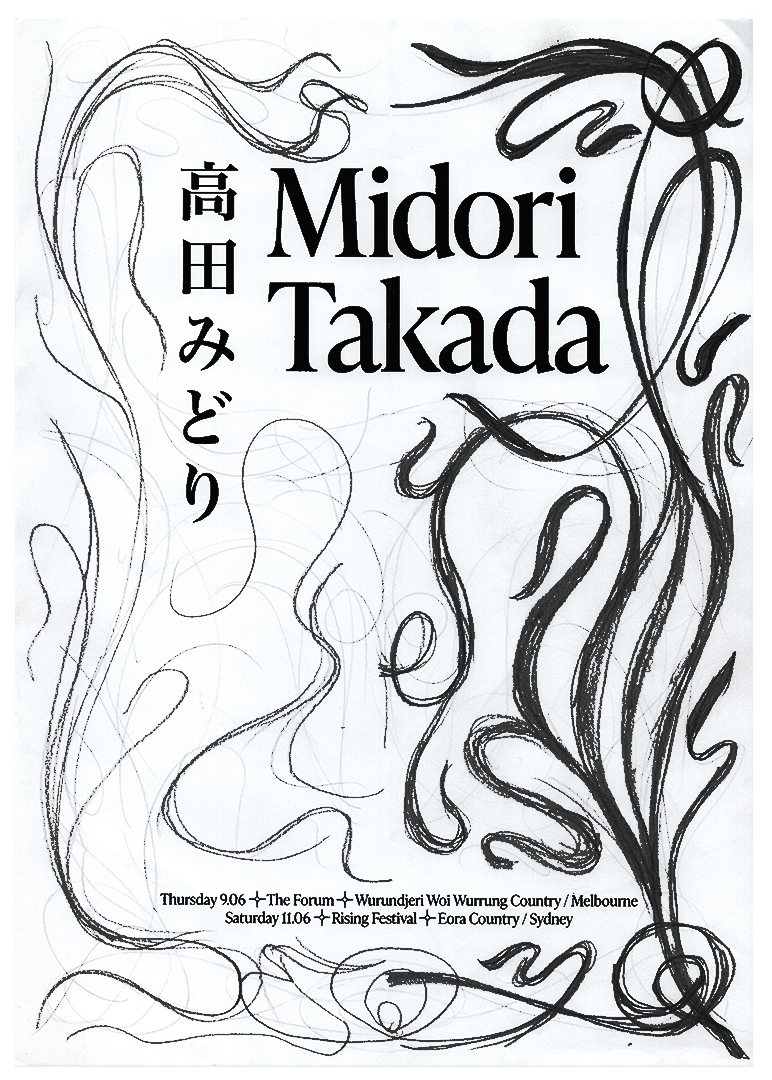 高田みどり
Midori
Takada
Thursday 9.06 ✢ The Forum ✢ Wurundjeri Woi Wurrung Country / Melbourne
Saturday 11.06 ✢ Rising Festival ✢ Eora Country / Sydney